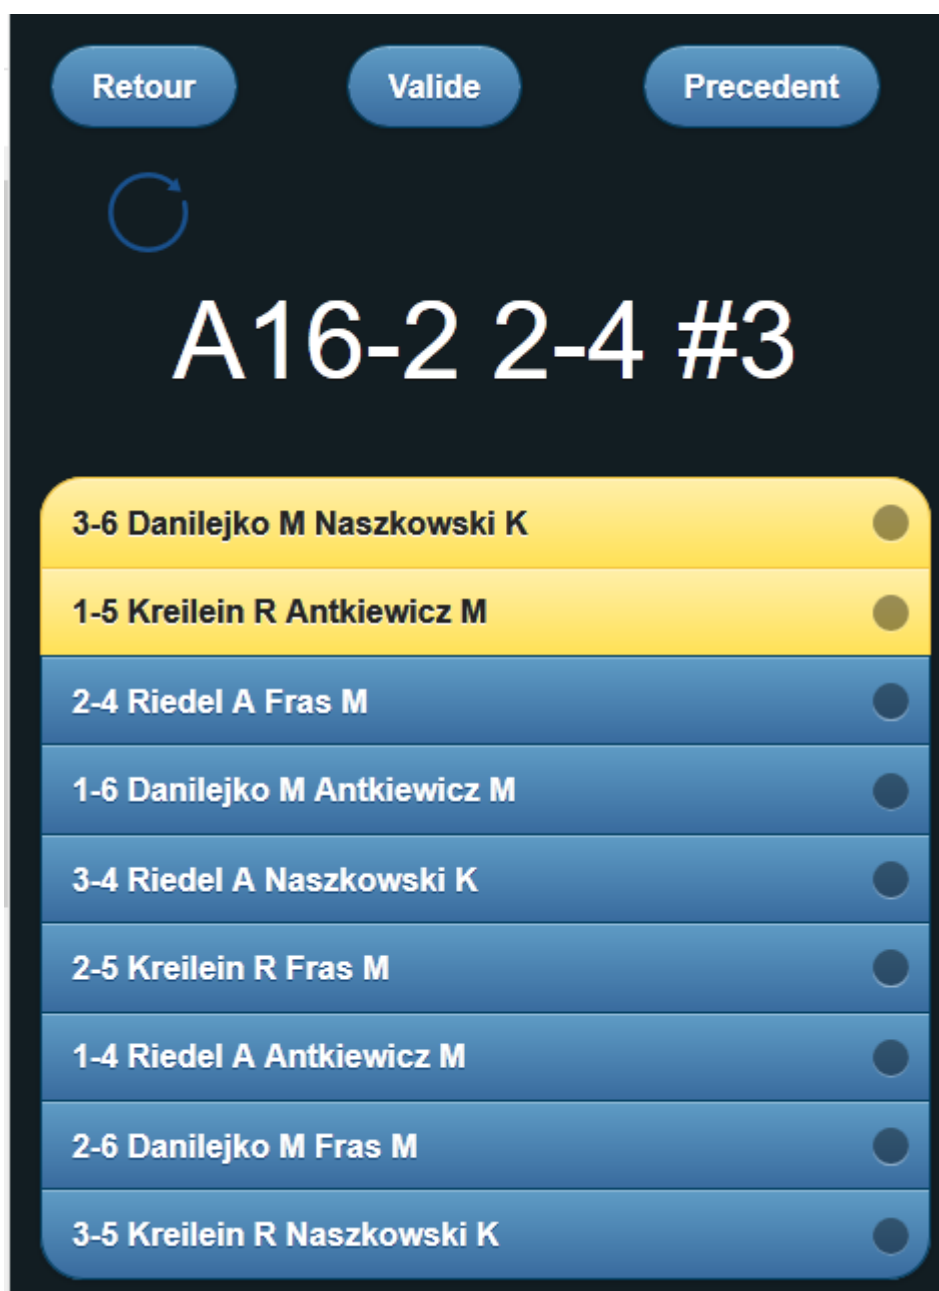 Retour Valide Precedent
A16-2 2-4 #3
3-6 Danilejko M Naszkowski K
1-5 Kreilein R Antkiewicz M
2-4 Riedel A Fras M
1-6 Danilejko M Antkiewicz M
3-4 Riedel A Naszkowski K
2-5 Kreilein R Fras M
1-4 Riedel A Antkiewicz M
2-6 Danilejko M Fras M
3-5 Kreilein R Naszkowski K